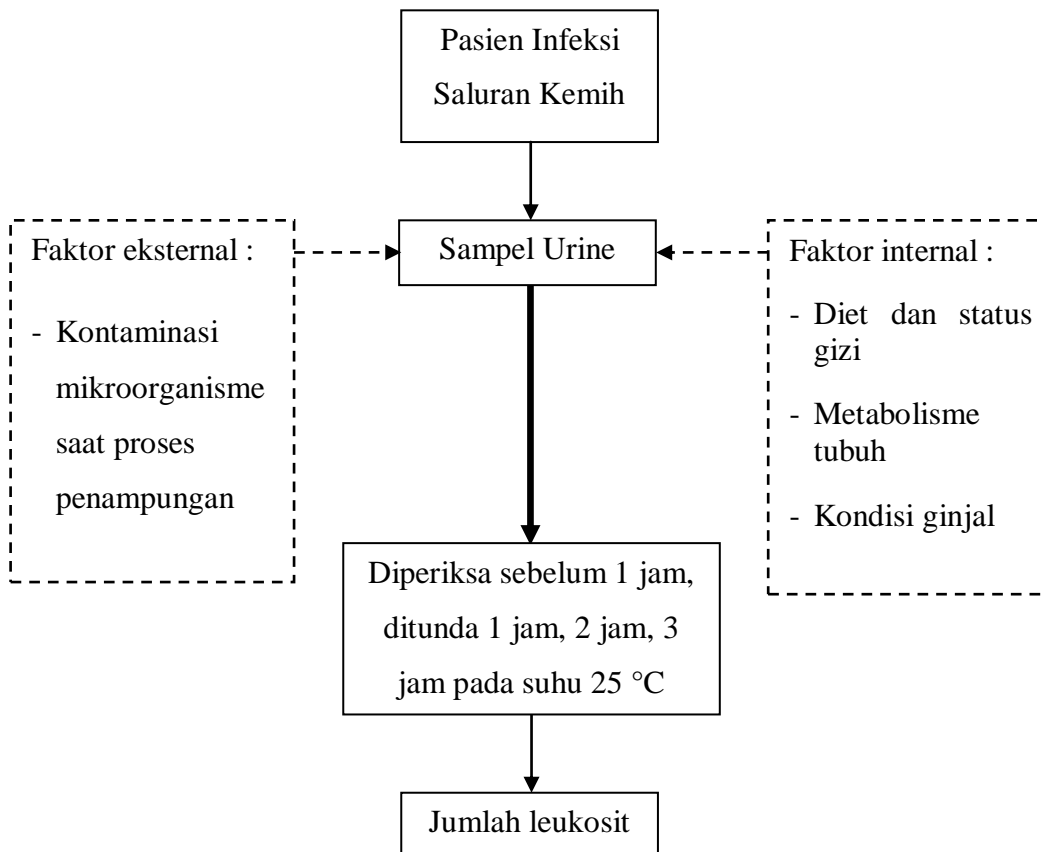 Pasien Infeksi
Saluran Kemih
Faktor eksternal :
- Kontaminasi
mikroorganisme
saat proses
penampungan
Sampel Urine
Faktor internal :
- Diet dan status
gizi
- Metabolisme
tubuh
- Kondisi ginjal
Diperiksa sebelum 1 jam,
ditunda 1 jam, 2 jam, 3
jam pada suhu 25 °C
Jumlah leukosit